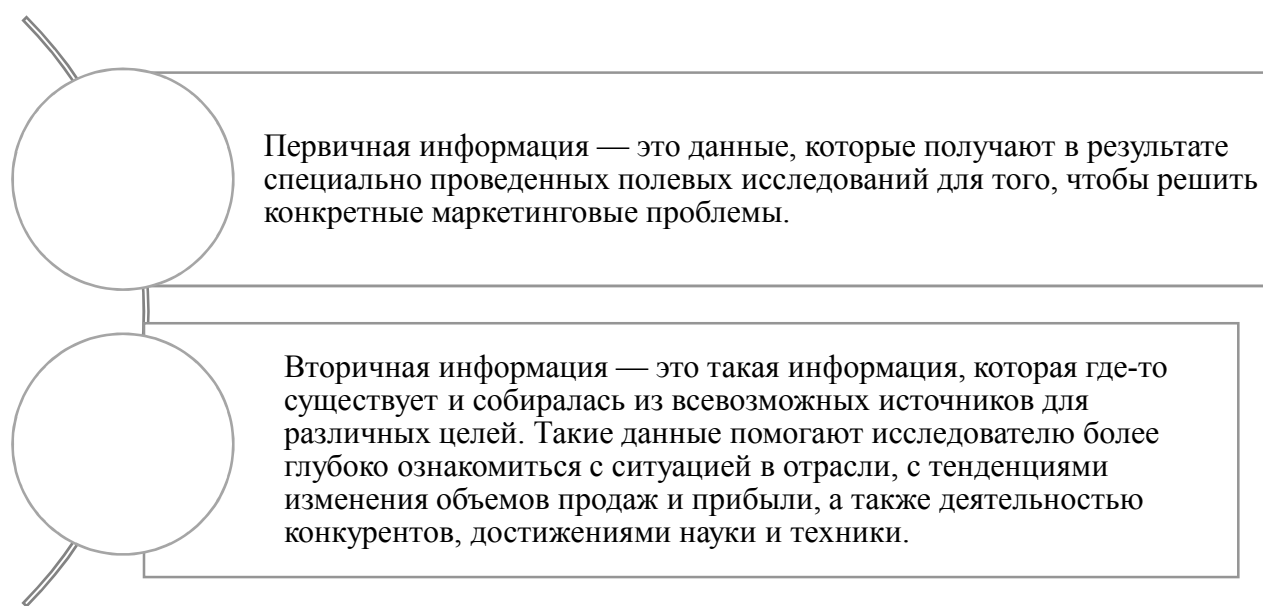 Первичная информация — это данные, которые получают в результате
специально проведенных полевых исследований для того, чтобы решить
конкретные маркетинговые проблемы.
Вторичная информация — это такая информация, которая где-то
существует и собиралась из всевозможных источников для
различных целей. Такие данные помогают исследователю более
глубоко ознакомиться с ситуацией в отрасли, с тенденциями
изменения объемов продаж и прибыли, а также деятельностью
конкурентов, достижениями науки и техники.